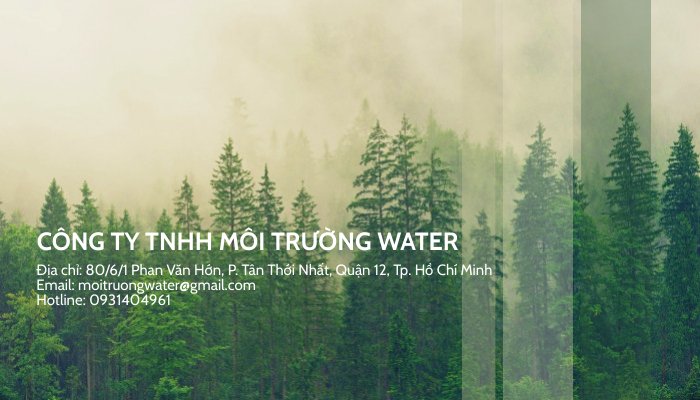 CÔNG TY TNHH MÔI TRƯỜNG WATER
Địa chỉ: 80/6/1 Phan Văn Hớn, P. Tân Thới Nhất, Quận 12, Tp. Hồ Chí Minh
Email: moitruongwater@gmail.com
Hotline: 0931404961